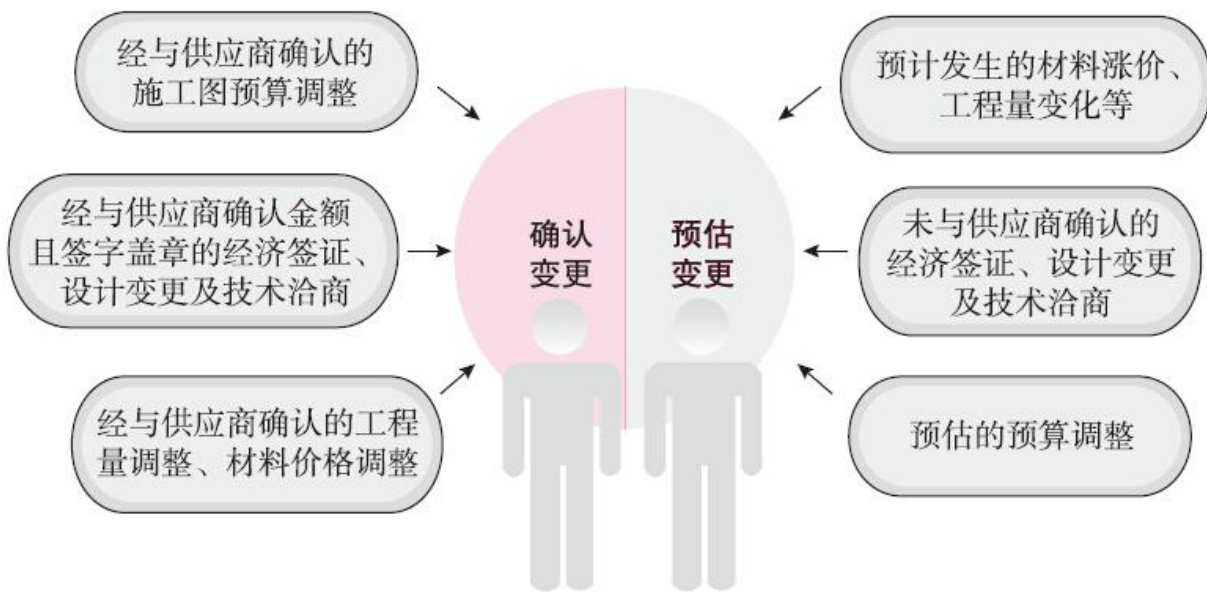 经与供应商确认的
施工图预算调整
经与供应商确认金额
且签字盖章的经济签证、
设计变更及技术洽商
经与供应商确认的工程
量调整、材料价格调整
确认
变更
预估
变更
预计发生的材料涨价、
工程量变化等
未与供应商确认的
经济签证、设计变更
及技术洽商
预估的预算调整